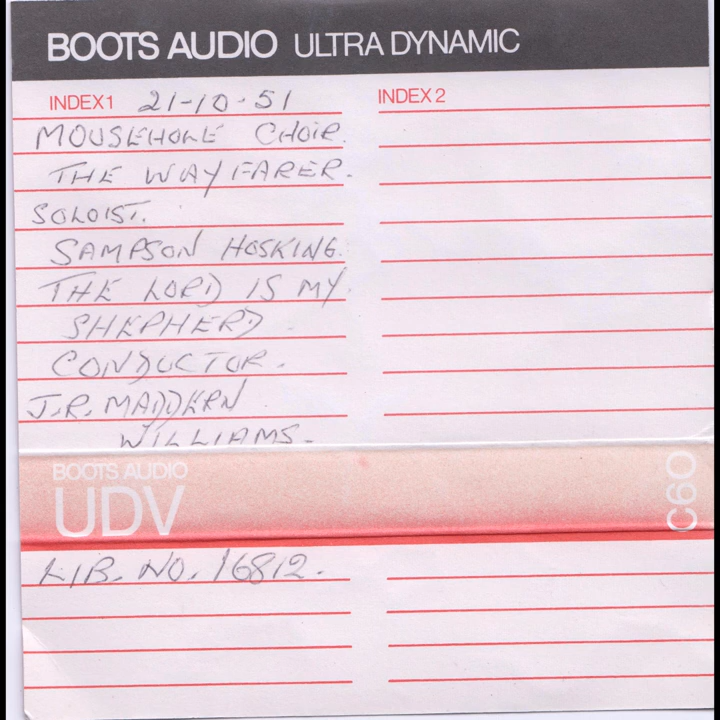 BOOTS AUDIO ULTRA DYNAMIC
INDEX 1 21-10-51
INDEX 2
MOUSEHOLE CHOIR.
THE WAYFARER.
SOLOIST.
SAMPSON HOSKING.
THE LORD IS MY
SHEPHERD
CONDUCTOR.
J.R. MADDERN
WILLIAMS.
BOOTS AUDIO
UDV
C60
LIB. NO. 16812.